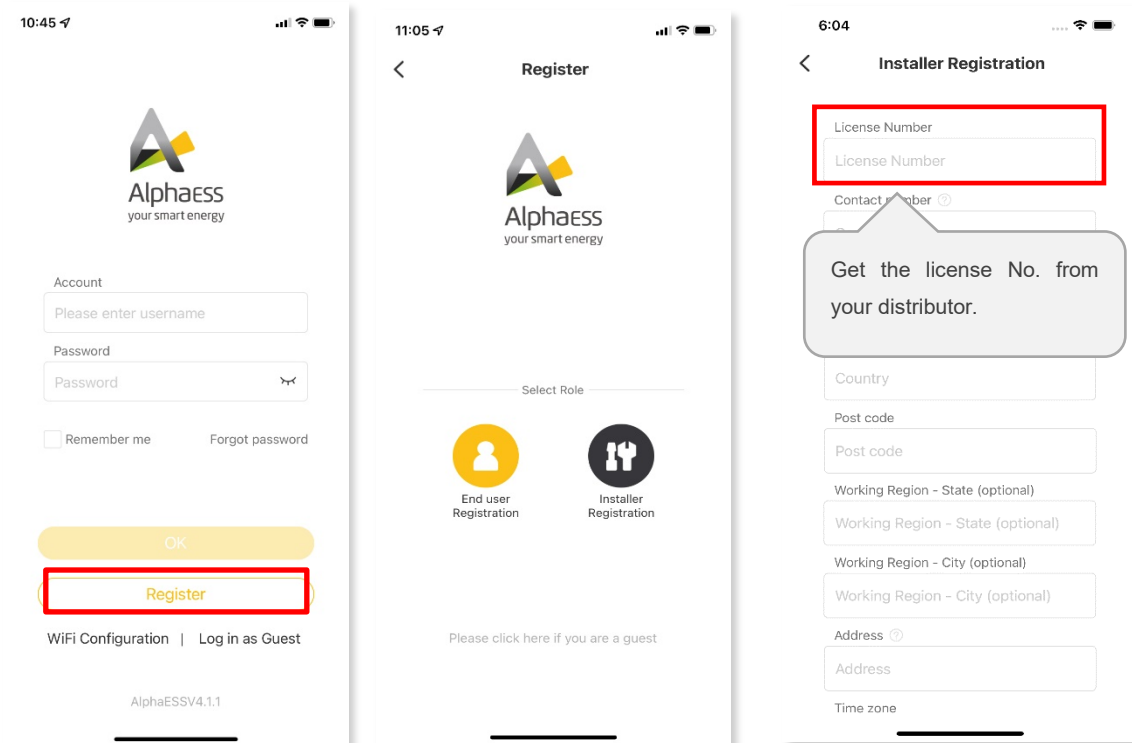 10:45
Alphaess
your smart energy
Account
Please enter username
Password
Password
Remember me
Forgot password
OK
Register
WiFi Configuration | Log in as Guest
AlphaESSV4.1.1
11:05
Register
Alphaess
your smart energy
Select Role
End user
Registration
Installer
Registration
Please click here if you are a guest
6:04
Installer Registration
License Number
License Number
Contact number
Get the license No. from
your distributor.
Country
Post code
Post code
Working Region - State (optional)
Working Region - State (optional)
Working Region - City (optional)
Working Region - City (optional)
Address
Address
Time zone